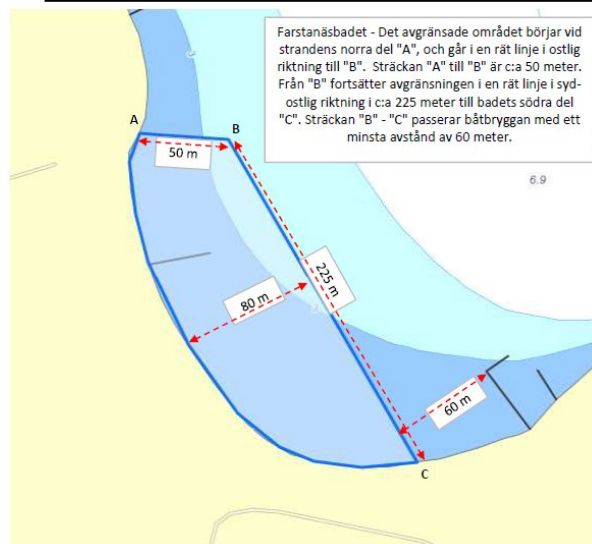 Farstanäsbadet - Det avgränsade området börjar vid
strandens norra del "A", och går i en rät linje i ostlig
riktning till "B". Sträckan "A" till "B" är c:a 50 meter.
Från "B" fortsätter avgränsningen i en rät linje i syd-
ostlig riktning i c:a 225 meter till badets södra del
"C". Sträckan "B" - "C" passerar båtbryggan med ett
minsta avstånd av 60 meter.
A
B
50 m
6.9
225 m
80 m
3
60 m
C